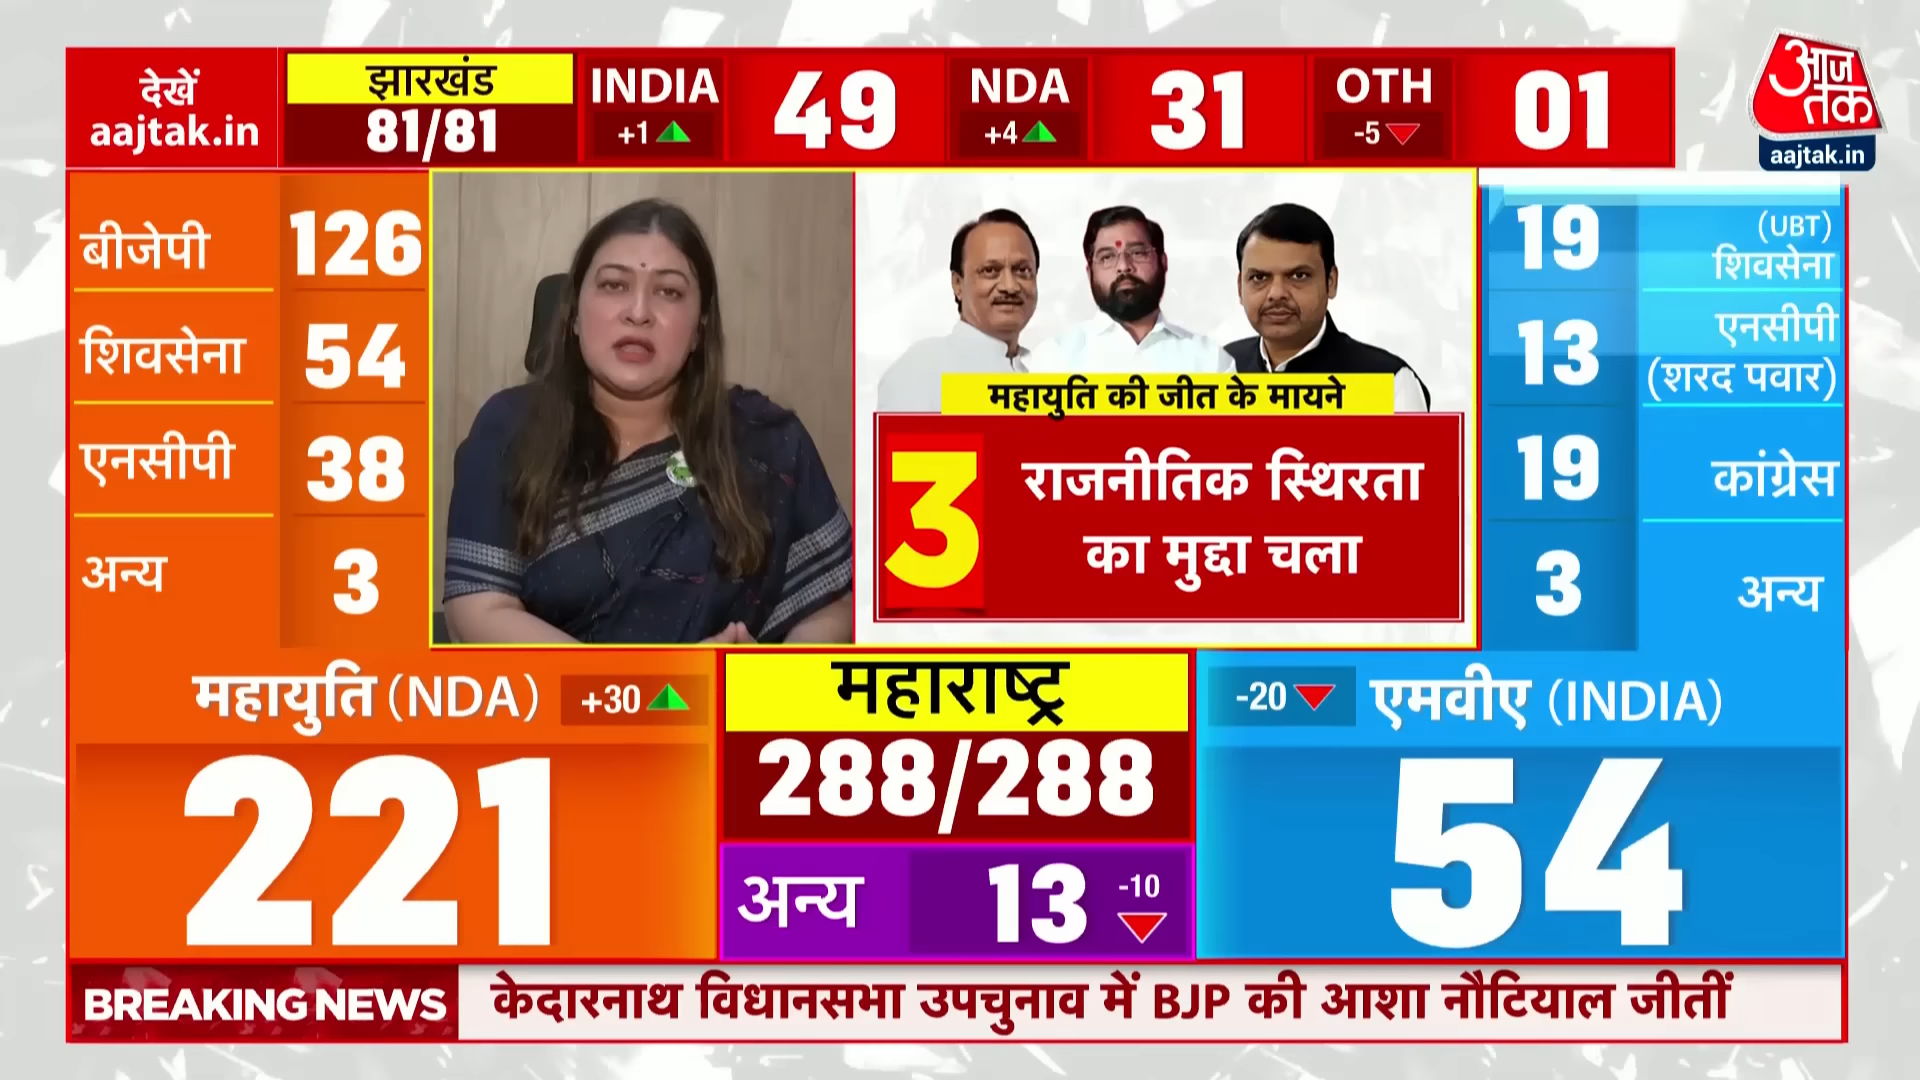 देखें
aajtak.in
झारखंड
81/81
INDIA
+1
49
NDA
+4
31
OTH
-5
01
आज
तक
aajtak.in
बीजेपी 126
शिवसेना 54
एनसीपी 38
अन्य 3
महायुति की जीत के मायने
3
राजनीतिक स्थिरता
का मुद्दा चला
19 (UBT)
शिवसेना
13 एनसीपी
(शरद पवार)
19 कांग्रेस
3 अन्य
महायुति (NDA) +30
221
महाराष्ट्र
288/288
अन्य 13 -10
-20 एमवीए (INDIA)
54
BREAKING NEWS
केदारनाथ विधानसभा उपचुनाव में BJP की आशा नौटियाल जीतीं